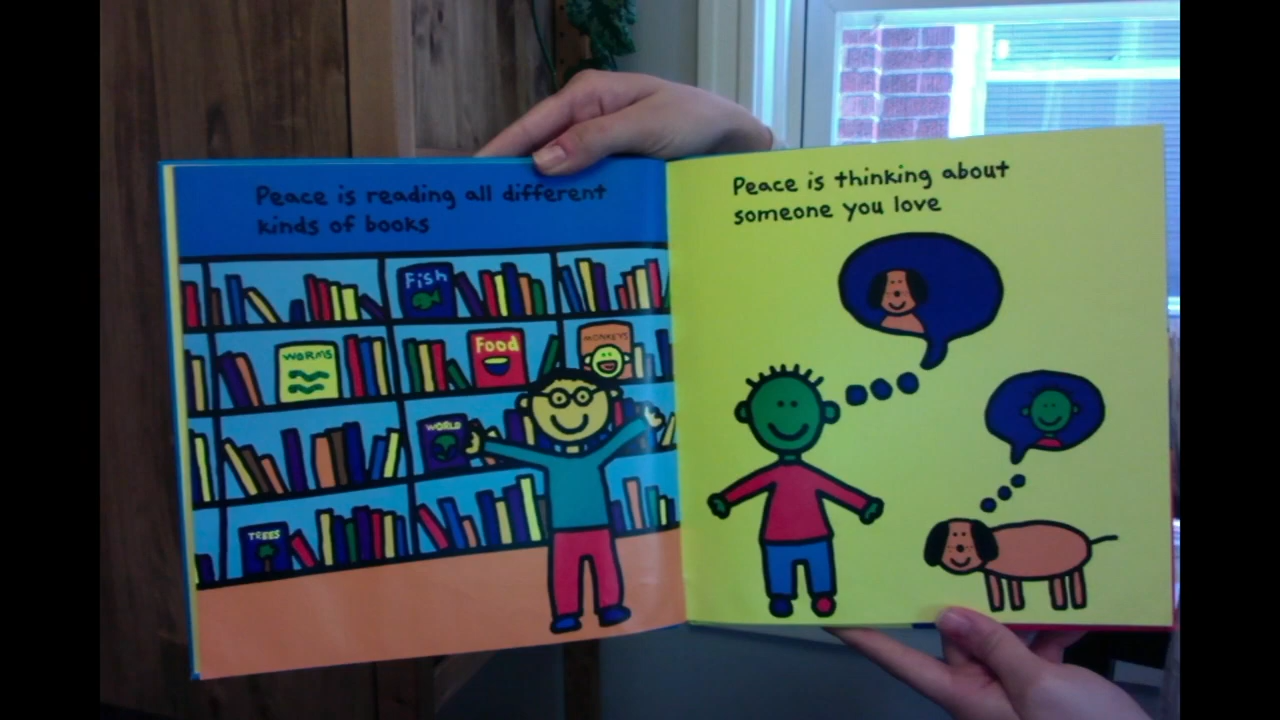 Peace is reading all different
kinds of books
Fish
WORMS
Food
MONKEYS
WORLD
TREES
Peace is thinking about
someone you love